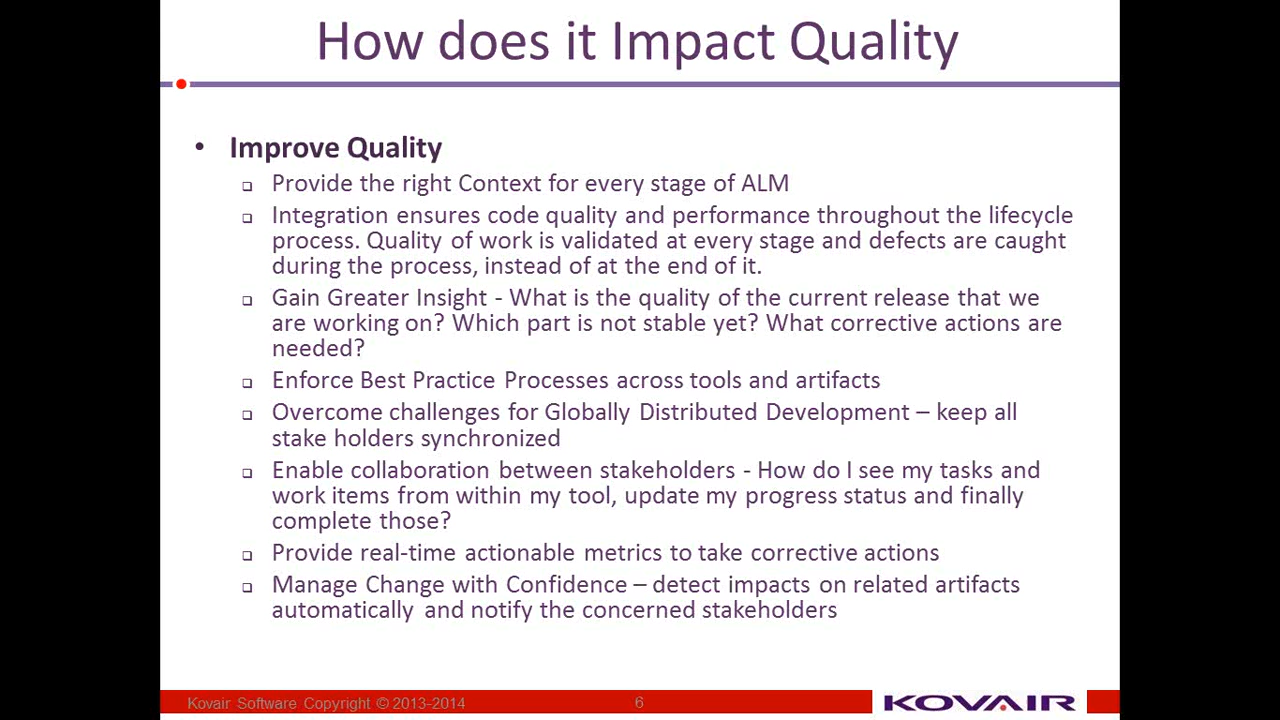 How does it Impact Quality
• Improve Quality
Provide the right Context for every stage of ALM
Integration ensures code quality and performance throughout the lifecycle
process. Quality of work is validated at every stage and defects are caught
during the process, instead of at the end of it.
Gain Greater Insight - What is the quality of the current release that we
are working on? Which part is not stable yet? What corrective actions are
needed?
Enforce Best Practice Processes across tools and artifacts
Overcome challenges for Globally Distributed Development – keep all
stake holders synchronized
Enable collaboration between stakeholders - How do I see my tasks and
work items from within my tool, update my progress status and finally
complete those?
Provide real-time actionable metrics to take corrective actions
Manage Change with Confidence – detect impacts on related artifacts
automatically and notify the concerned stakeholders
Kovair Software Copyright © 2013-2014
6
KOVAIR